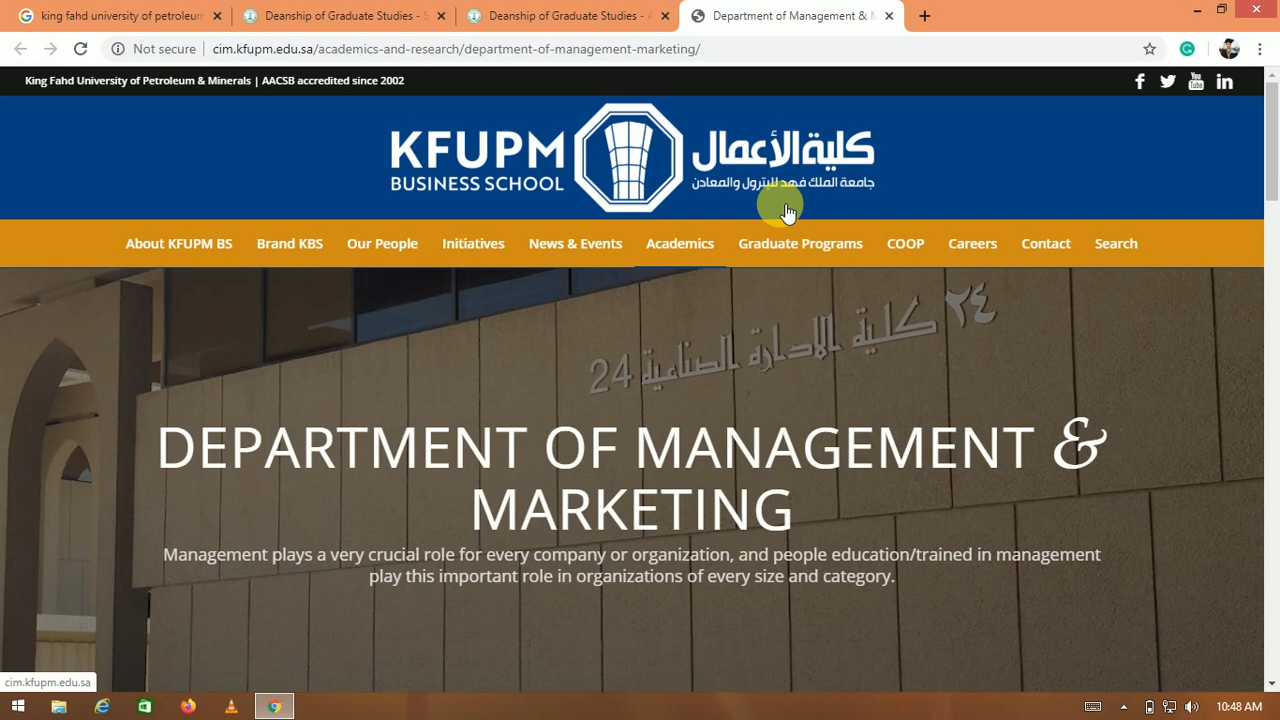 king fahd university of petroleum
Deanship of Graduate Studies - S
Deanship of Graduate Studies - A
Department of Management & M
Not secure
cim.kfupm.edu.sa/academics-and-research/department-of-management-marketing/
King Fahd University of Petroleum & Minerals | AACSB accredited since 2002
KFUPM
BUSINESS SCHOOL
كلية الأعمال
جامعة الملك فهد للبترول والمعادن
About KFUPM BS
Brand KBS
Our People
Initiatives
News & Events
Academics
Graduate Programs
COOP
Careers
Contact
Search
٢٤ كلية الادارة الصناعية 24
DEPARTMENT OF MANAGEMENT &
MARKETING
Management plays a very crucial role for every company or organization, and people education/trained in management
play this important role in organizations of every size and category.
cim.kfupm.edu.sa
10:48 AM